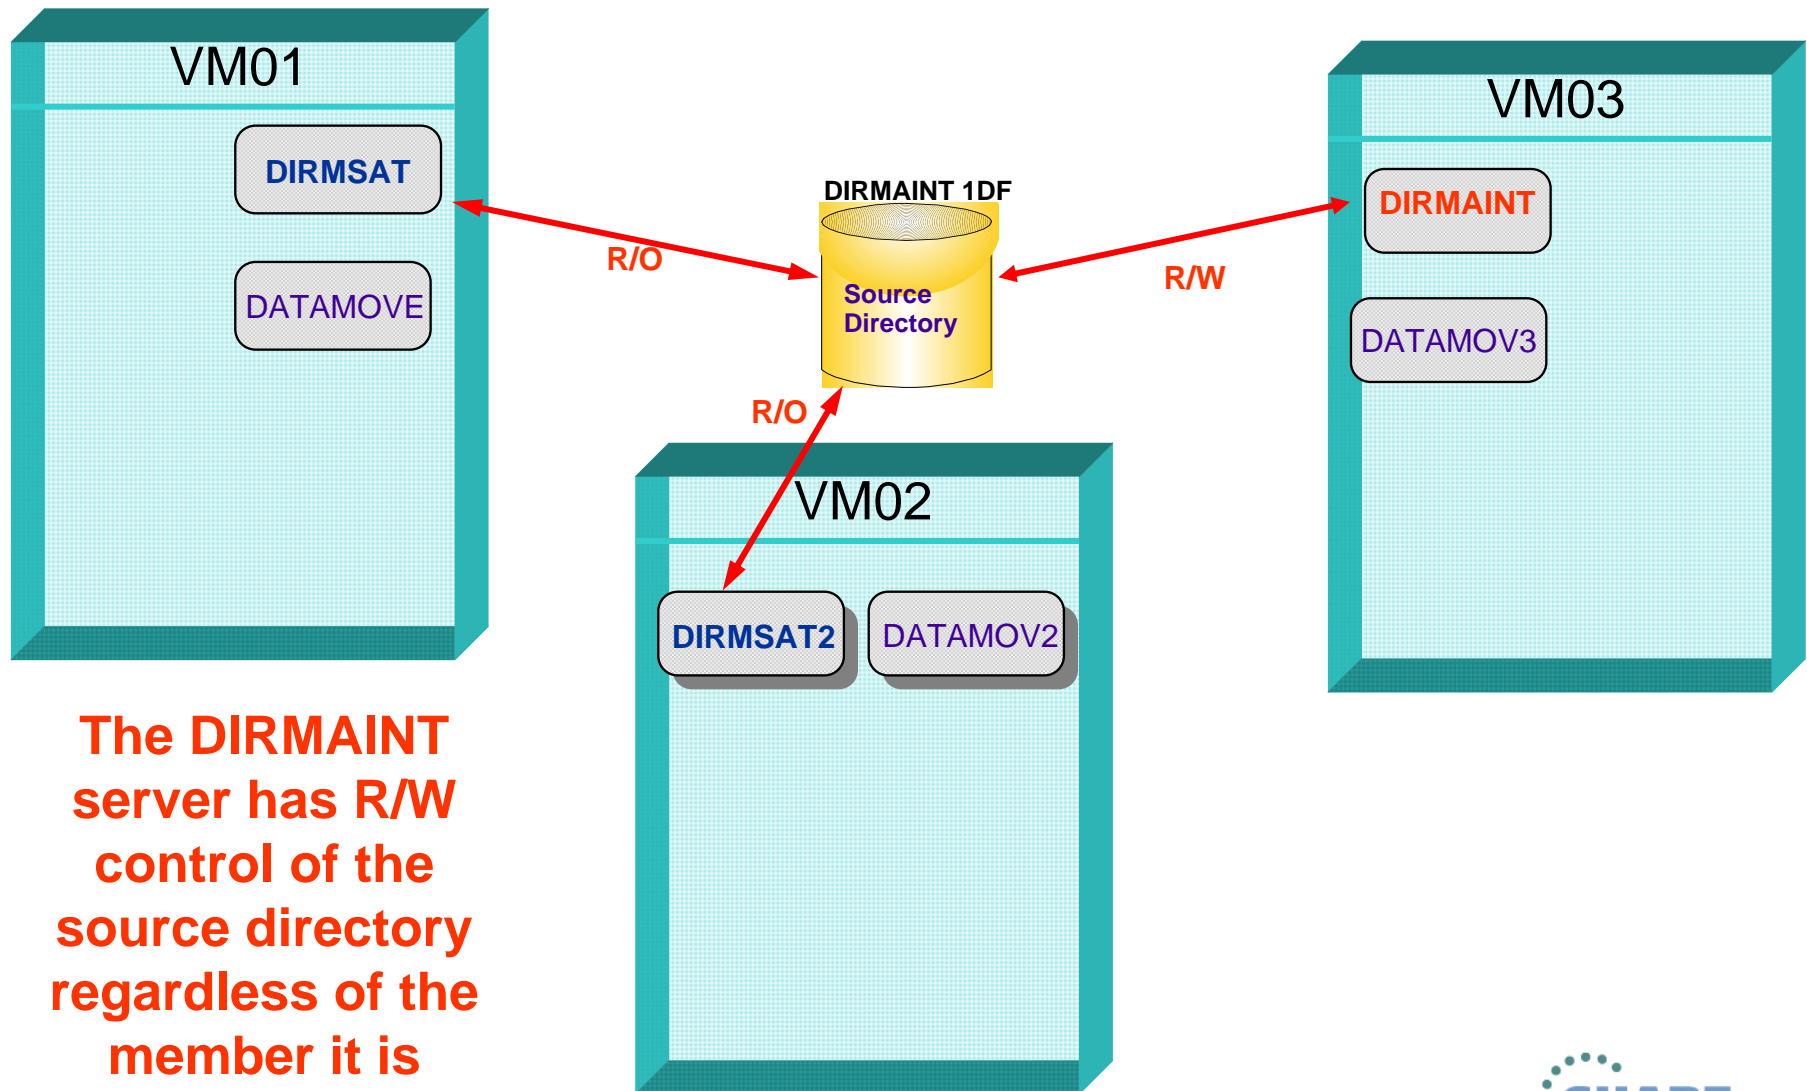 VM01
DIRMSAT
DATAMOVE
R/O
DIRMAINT 1DF
Source
Directory
R/W
VM03
DIRMAINT
DATAMOV3
R/O
VM02
DIRMSAT2
DATAMOV2
The DIRMAINT
server has R/W
control of the
source directory
regardless of the
member it is